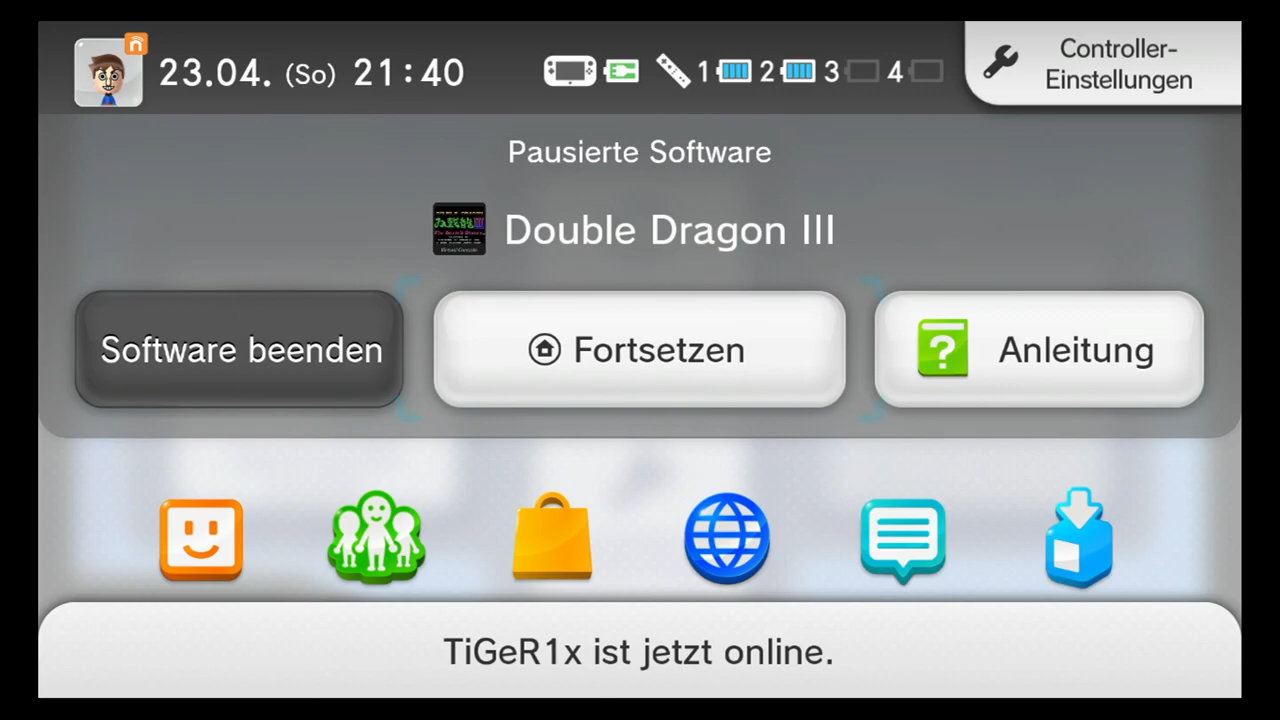 23.04. (So) 21:40
1 2 3 4
Controller-
Einstellungen
Pausierte Software
Double Dragon III
Software beenden
Fortsetzen
? Anleitung
TiGeR1x ist jetzt online.